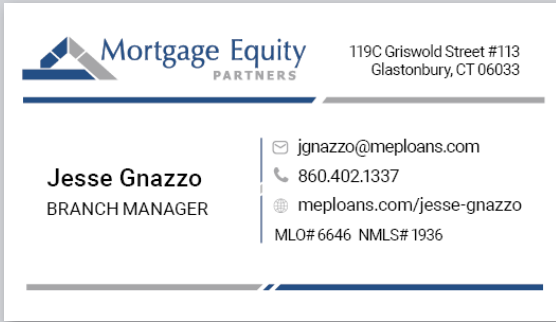 Mortgage Equity
PARTNERS
119C Griswold Street #113
Glastonbury, CT 06033
Jesse Gnazzo
BRANCH MANAGER
jgnazzo@meploans.com
860.402.1337
meploans.com/jesse-gnazzo
MLO# 6646 NMLS# 1936